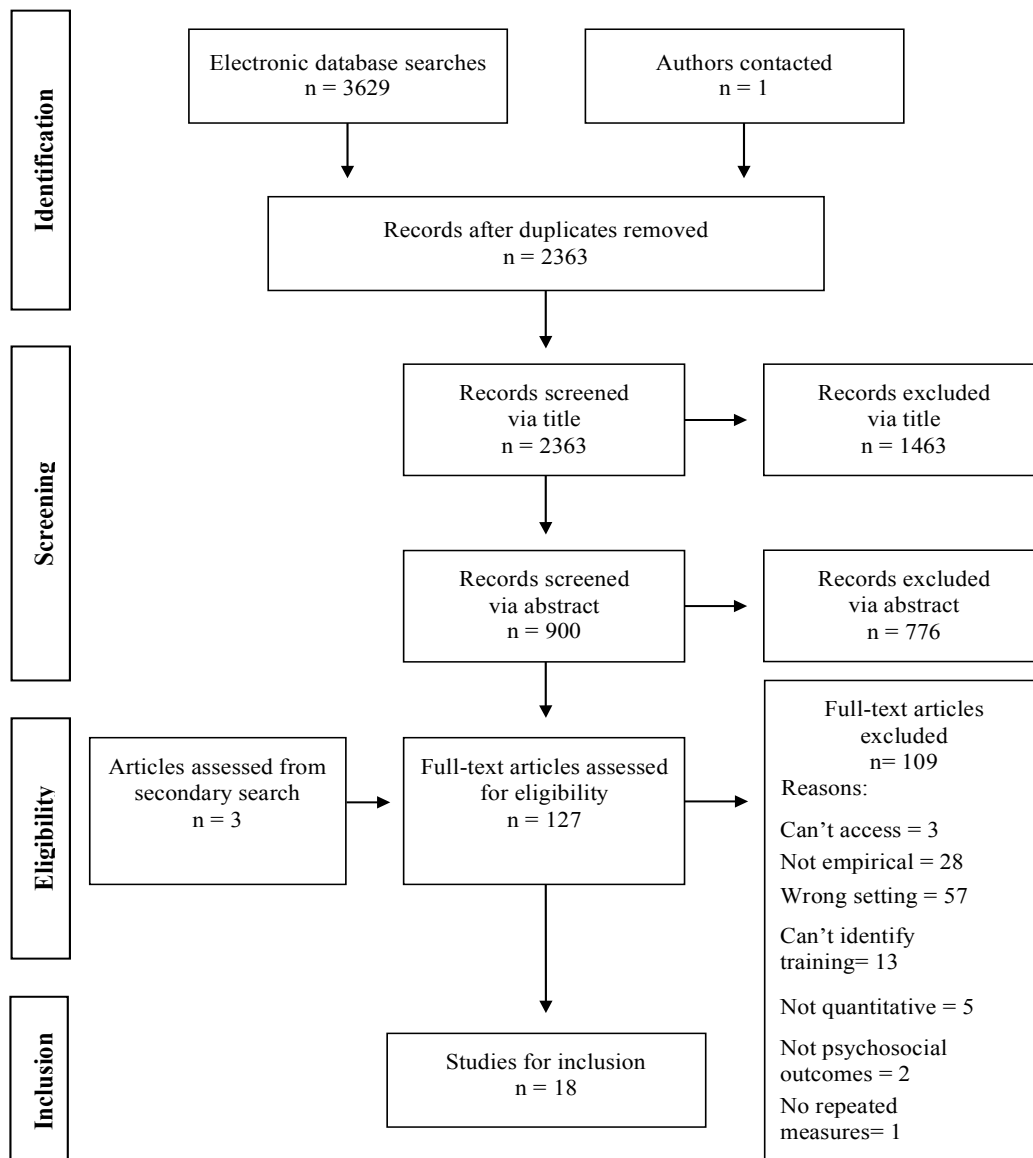 Identification
Electronic database searches
n = 3629
Authors contacted
n = 1
Records after duplicates removed
n = 2363
Screening
Records screened
via title
n = 2363
Records excluded
via title
n = 1463
Records screened
via abstract
n = 900
Records excluded
via abstract
n = 776
Eligibility
Articles assessed from
secondary search
n = 3
Full-text articles assessed
for eligibility
n = 127
Full-text articles
excluded
n= 109
Reasons:
Can’t access = 3
Not empirical = 28
Wrong setting = 57
Can’t identify
training= 13
Not quantitative = 5
Not psychosocial
outcomes = 2
No repeated
measures= 1
Inclusion
Studies for inclusion
n = 18